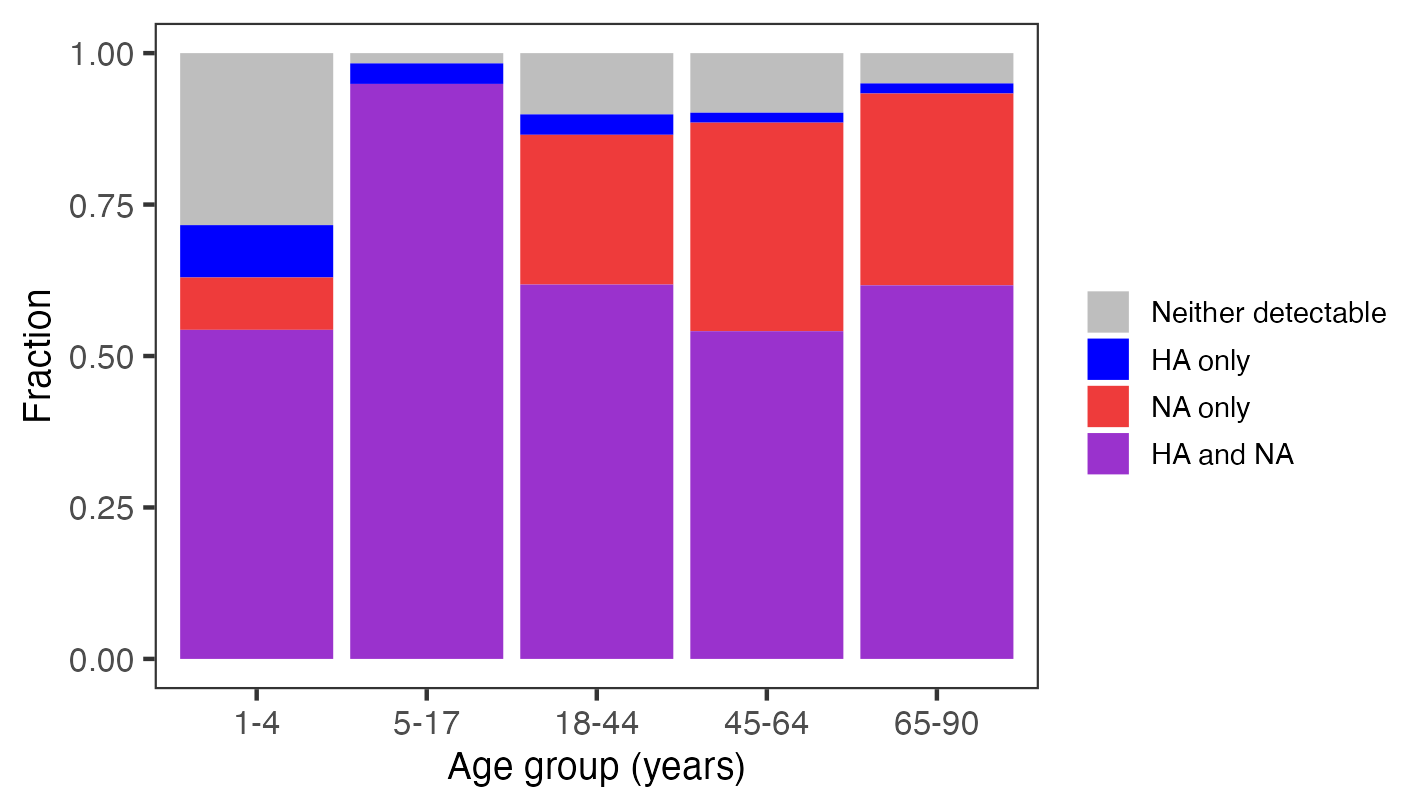 1.00
0.75
0.50
0.25
0.00
Fraction
1-4
5-17
18-44
45-64
65-90
Age group (years)
Neither detectable
HA only
NA only
HA and NA